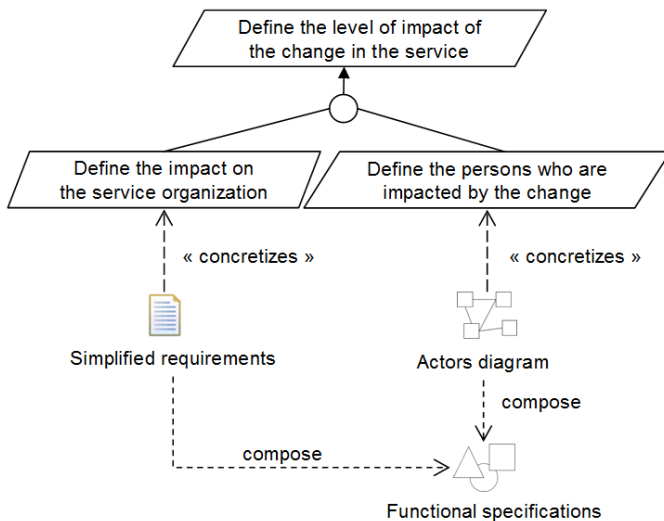 Define the level of impact of
the change in the service
Define the impact on
the service organization
Define the persons who are
impacted by the change
« concretizes »
« concretizes »
Simplified requirements
Actors diagram
compose
compose
Functional specifications